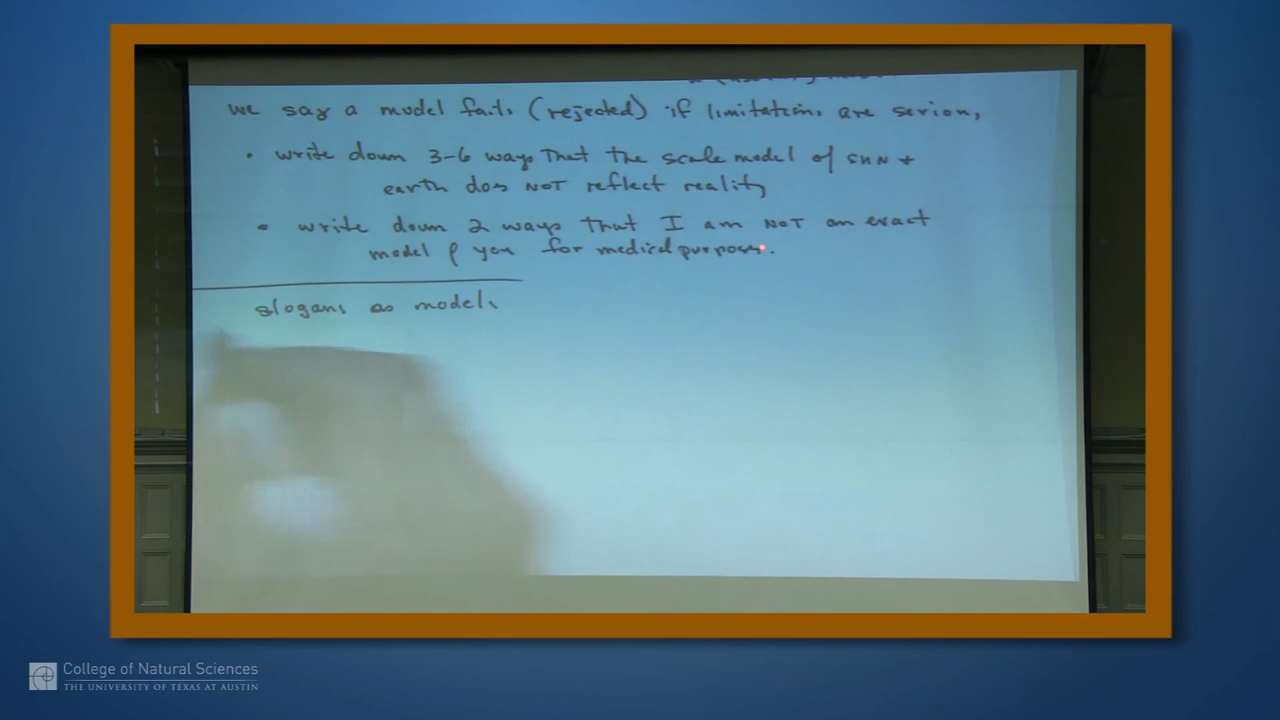 we say a model fails (rejected) if limitations are serious
• write down 3-6 ways that the scale model of sun +
earth does NOT reflect reality
• write down 2 ways that I am NOT an exact
model of you for medical purposes.
slogans as models
College of Natural Sciences
THE UNIVERSITY OF TEXAS AT AUSTIN